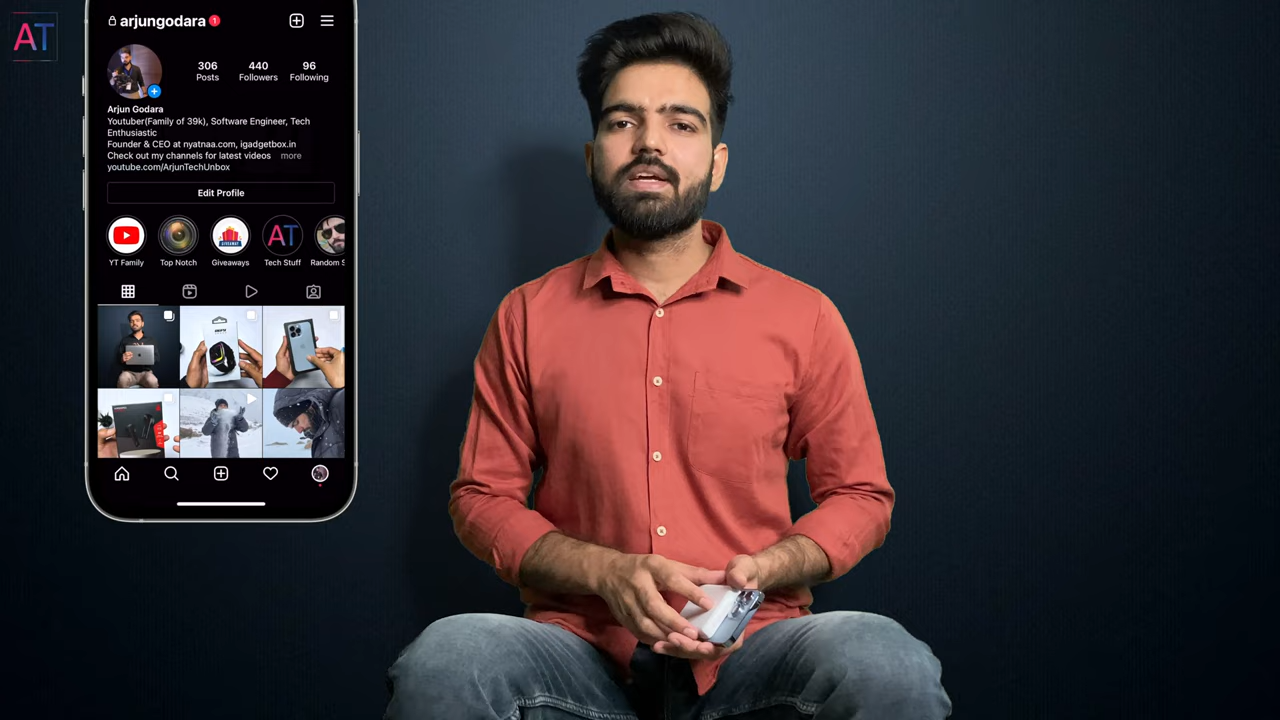 AT
arjungodara 1
306 440 96
Posts Followers Following
Arjun Godara
Youtuber(Family of 39k), Software Engineer, Tech
Enthusiastic
Founder & CEO at nyatnaa.com, igadgetbox.in
Check out my channels for latest videos more
youtube.com/ArjunTechUnbox
Edit Profile
GIVEAWAY AT
YT Family Top Notch Giveaways Tech Stuff Random S